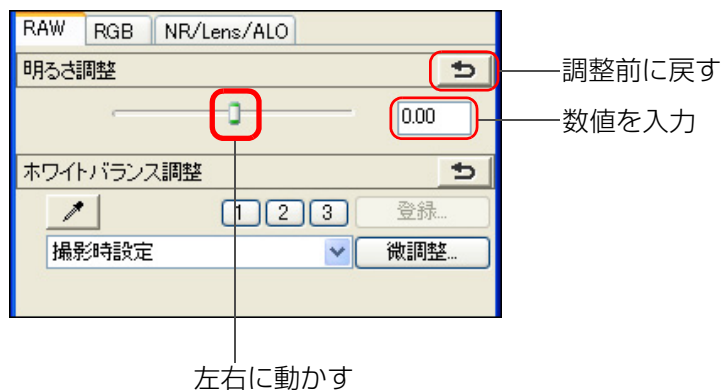 RAW RGB NR/Lens/ALO
明るさ調整
調整前に戻す
0.00
数値を入力
ホワイトバランス調整
1 2 3 登録...
撮影時設定 微調整...
左右に動かす